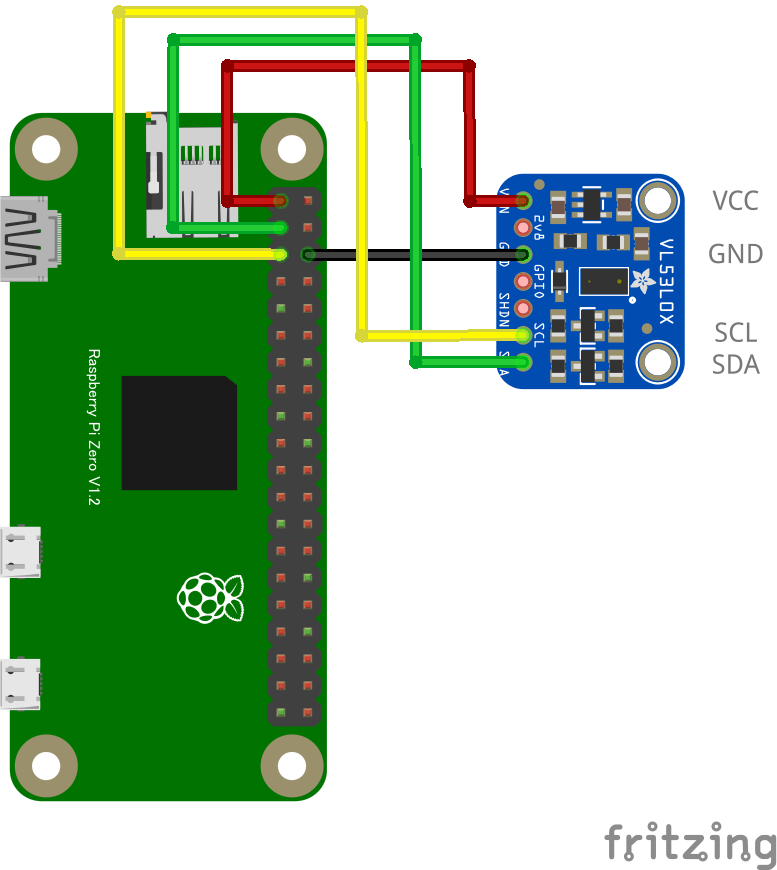 VCC
GND
SCL
SDA
VIN
2v8
GND
GPIO
SHDN
SCL
SDA
VL53L0X
Raspberry Pi Zero V1.2
fritzing